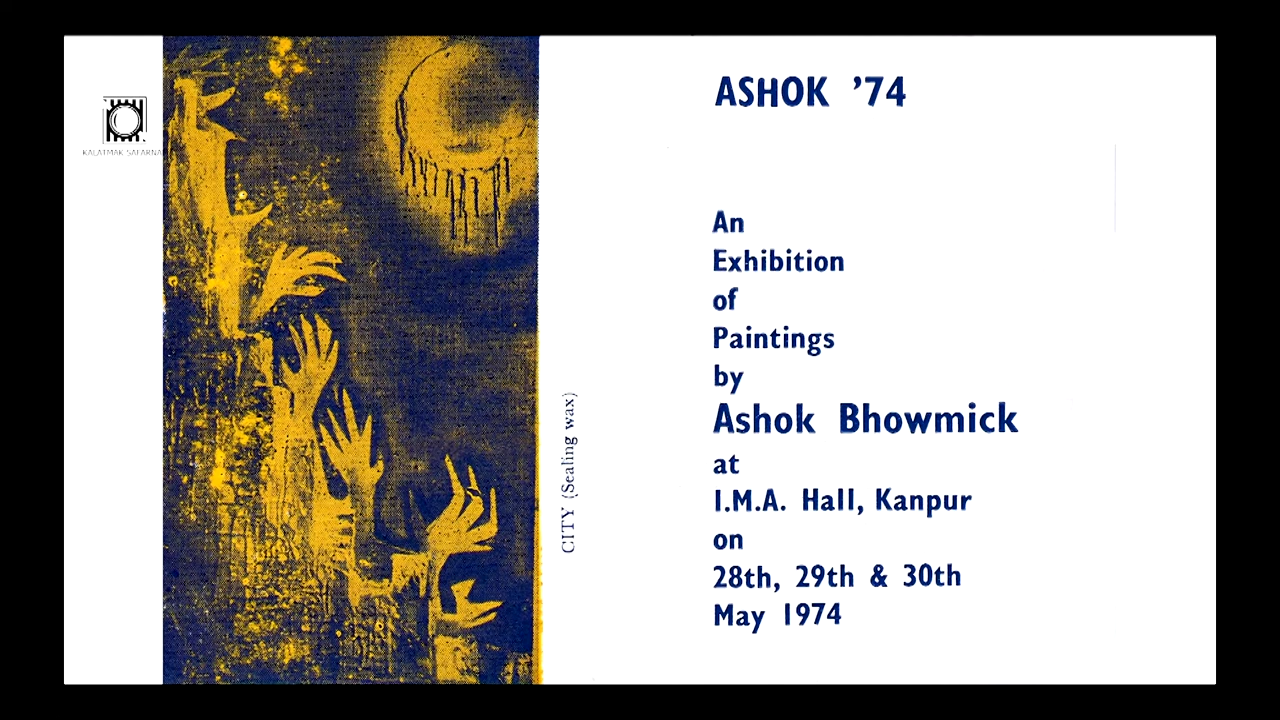 KALATMAK SAFARNAMA
ASHOK ’74
An
Exhibition
of
Paintings
by
Ashok Bhowmick
at
I.M.A. Hall, Kanpur
on
28th, 29th & 30th
May 1974
CITY (Sealing wax)